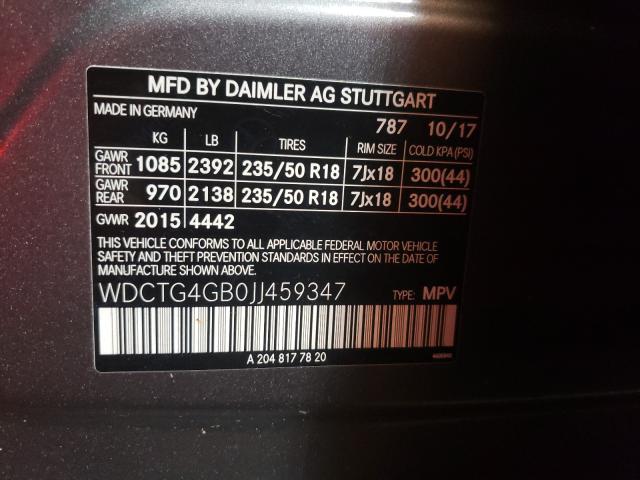 MFD BY DAIMLER AG STUTTGART
MADE IN GERMANY 787 10/17
KG LB TIRES RIM SIZE COLD KPA (PSI)
GAWR FRONT 1085 2392 235/50 R18 7Jx18 300(44)
GAWR REAR 970 2138 235/50 R18 7Jx18 300(44)
GVWR 2015 4442
THIS VEHICLE CONFORMS TO ALL APPLICABLE FEDERAL MOTOR VEHICLE
SAFETY AND THEFT PREVENTION STANDARDS IN EFFECT ON THE DATE
OF MANUFACTURE SHOWN ABOVE.
WDCTG4GB0JJ459347 TYPE: MPV
A 204 817 78 20